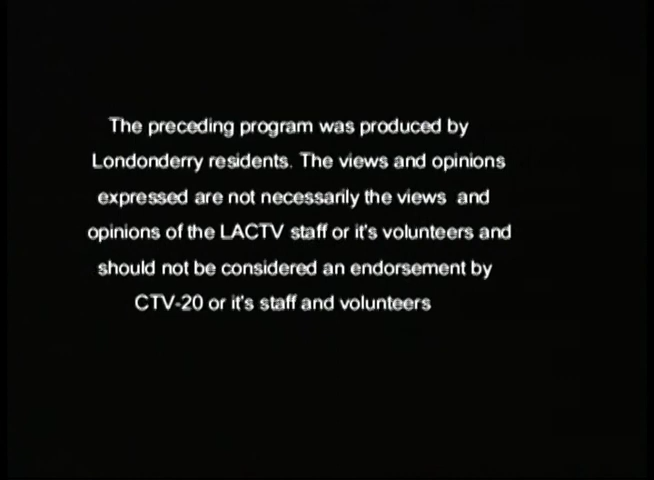 The preceding program was produced by
Londonderry residents. The views and opinions
expressed are not necessarily the views and
opinions of the LACTV staff or it's volunteers and
should not be considered an endorsement by
CTV-20 or it's staff and volunteers